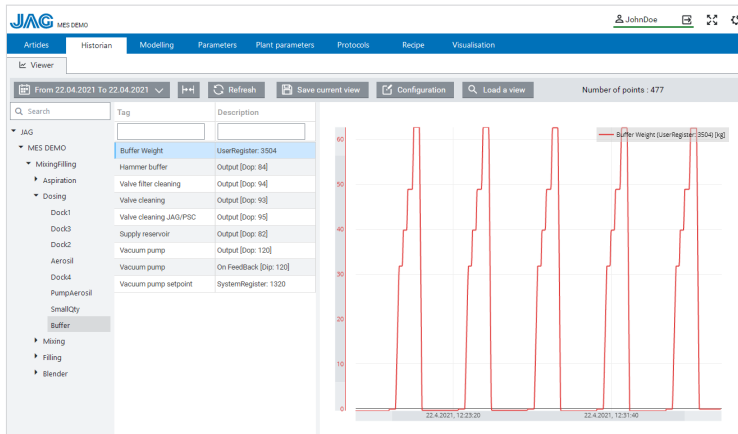 JAG MES DEMO
JohnDoe
Articles Historian Modelling Parameters Plant parameters Protocols Recipe Visualisation
Viewer
From 22.04.2021 To 22.04.2021 Refresh Save current view Configuration Load a view Number of points : 477
Search
Tag Description
JAG
MES DEMO
MixingFilling
Aspiration
Dosing
Dock1
Dock3
Dock2
Aerosil
Dock4
PumpAerosil
SmallQty
Buffer
Mixing
Filling
Blender
Buffer Weight UserRegister: 3504
Hammer buffer Output [Dop: 84]
Valve filter cleaning Output [Dop: 94]
Valve cleaning Output [Dop: 93]
Valve cleaning JAG/PSC Output [Dop: 95]
Supply reservoir Output [Dop: 82]
Vacuum pump Output [Dop: 120]
Vacuum pump On FeedBack [Dip: 120]
Vacuum pump setpoint SystemRegister: 1320
Buffer Weight (UserRegister: 3504) [kg]
60
50
40
30
20
10
0
22.4.2021, 12:23:20 22.4.2021, 12:31:40